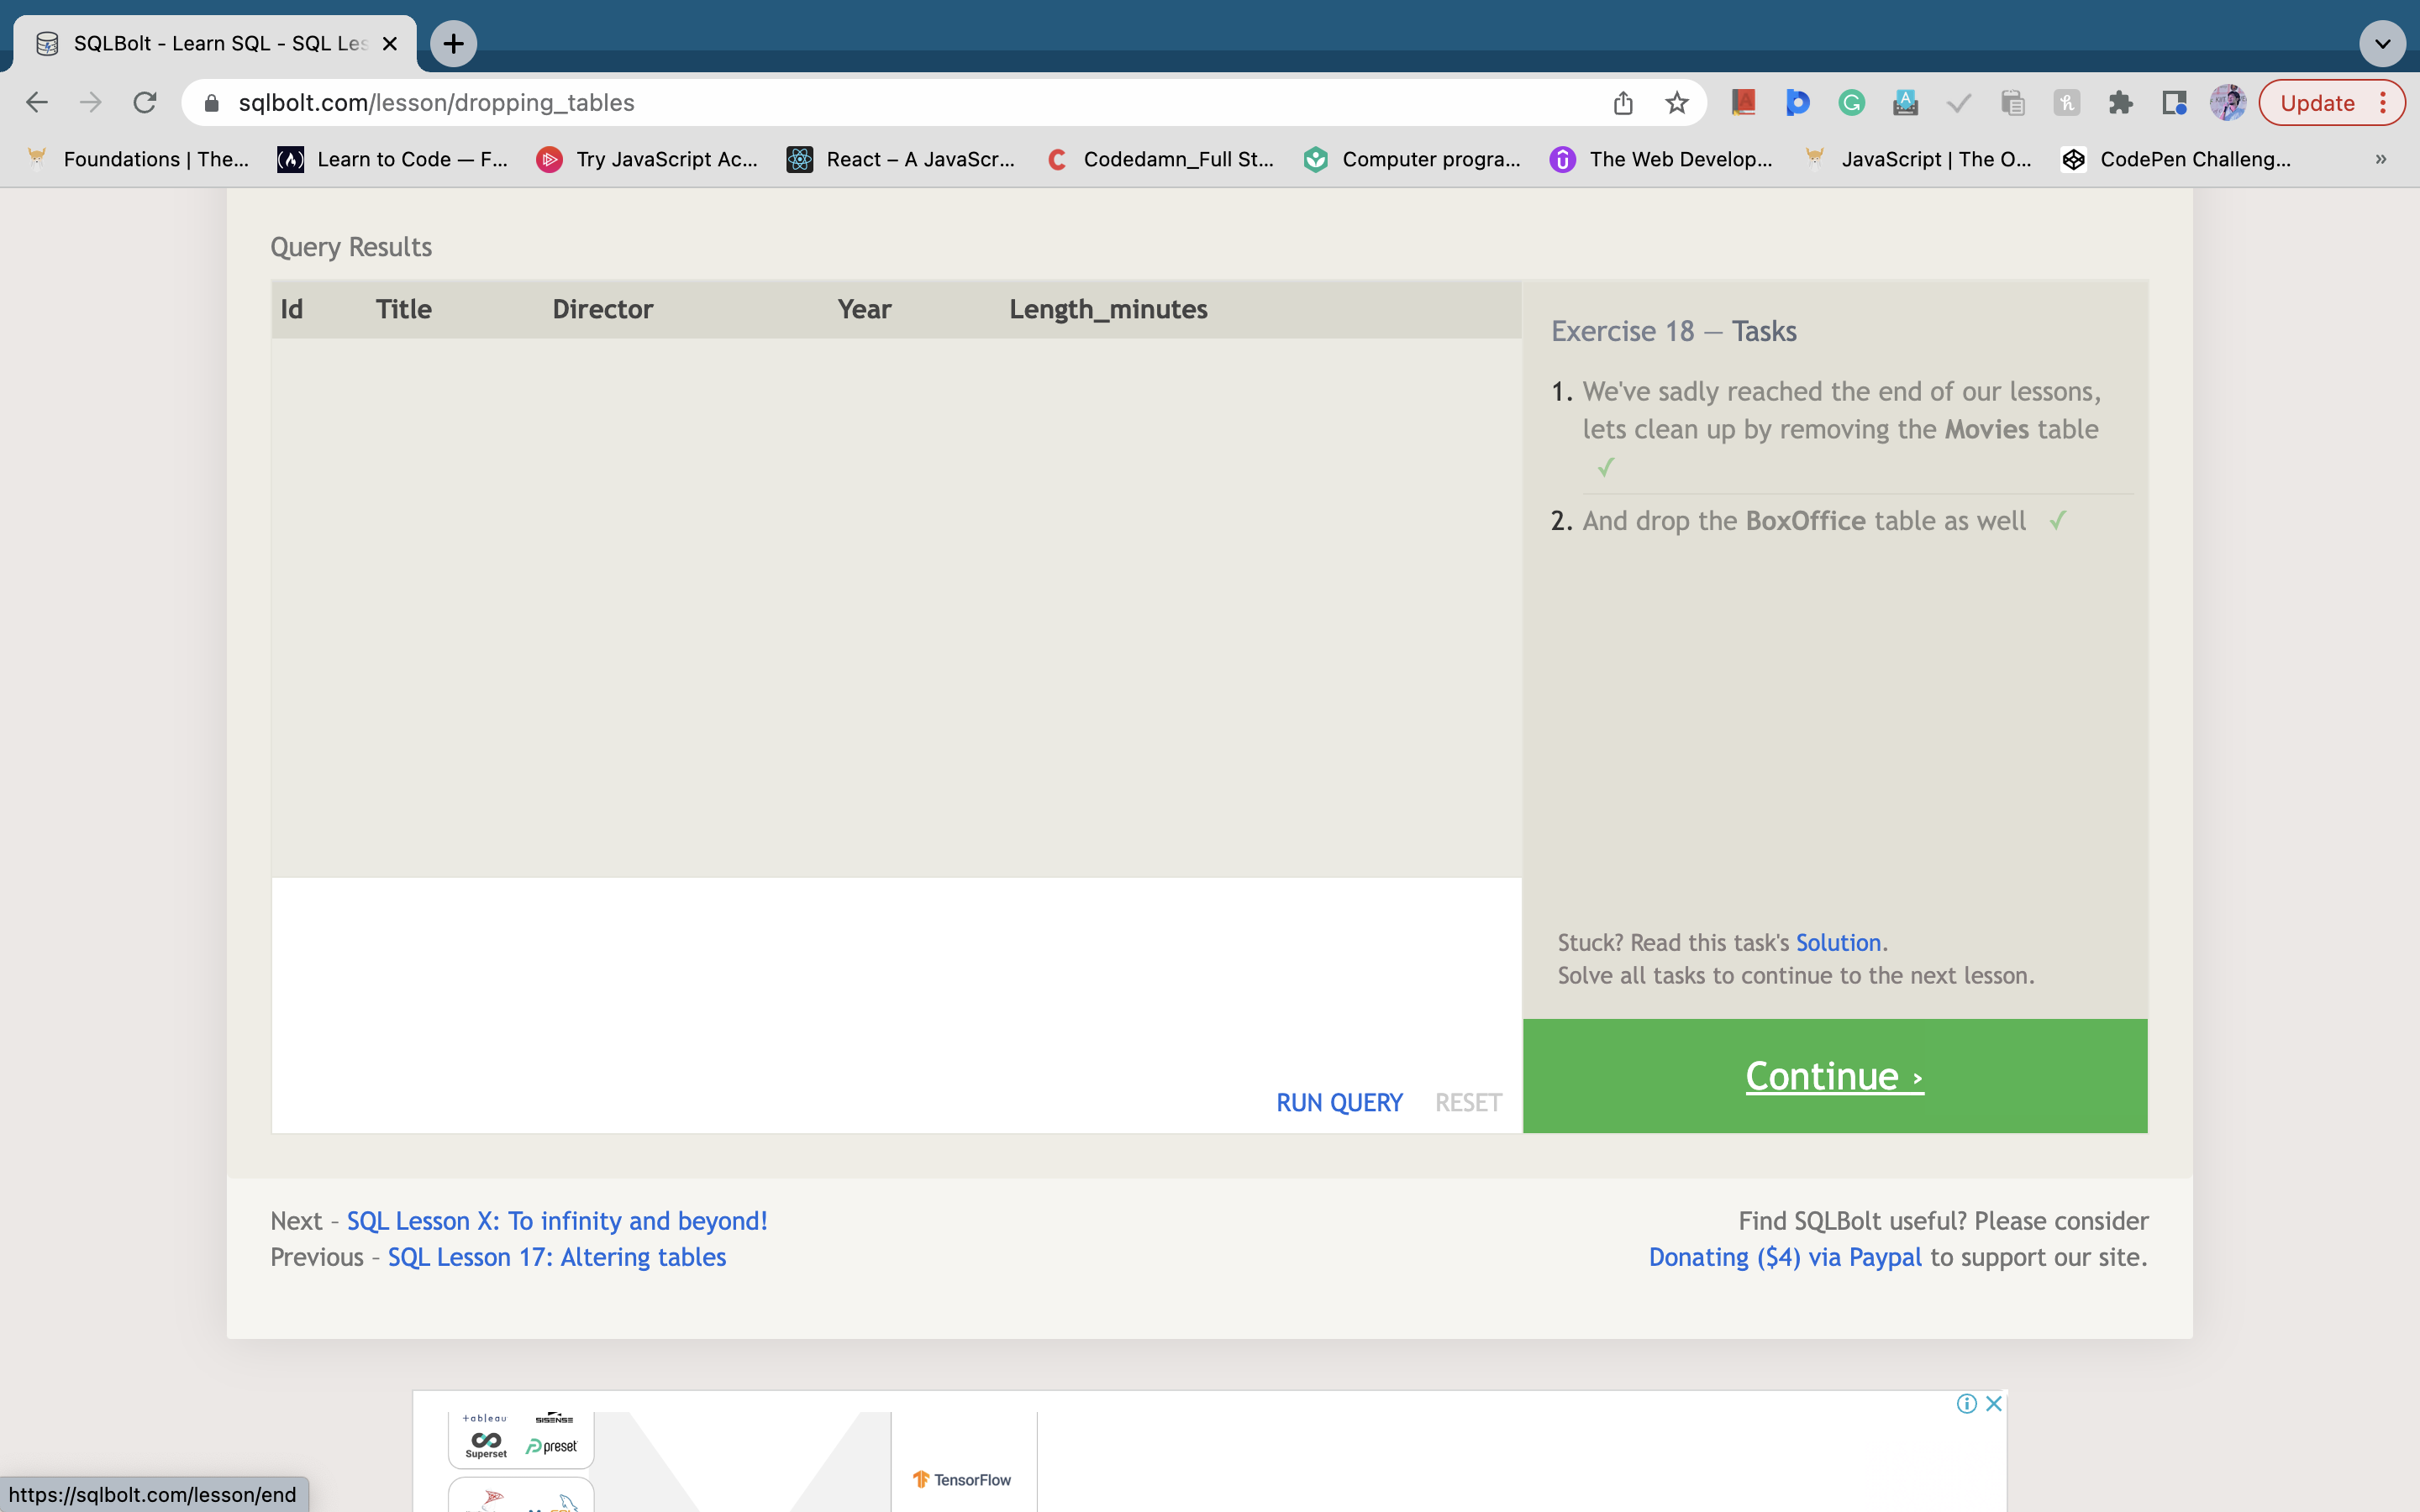 SQLBolt - Learn SQL - SQL Les
sqlbolt.com/lesson/dropping_tables
Update
Foundations | The...
Learn to Code — F...
Try JavaScript Ac...
React – A JavaScr...
Codedamn_Full St...
Computer progra...
The Web Develop...
JavaScript | The O...
CodePen Challeng...
»
Query Results
Id Title Director Year Length_minutes
Exercise 18 — Tasks
1. We've sadly reached the end of our lessons,
lets clean up by removing the Movies table
✓
2. And drop the BoxOffice table as well ✓
Stuck? Read this task's Solution.
Solve all tasks to continue to the next lesson.
RUN QUERY RESET
Continue ›
Next – SQL Lesson X: To infinity and beyond!
Previous – SQL Lesson 17: Altering tables
Find SQLBolt useful? Please consider
Donating ($4) via Paypal to support our site.
+ableau
SISENSE
Superset
preset
TensorFlow
https://sqlbolt.com/lesson/end